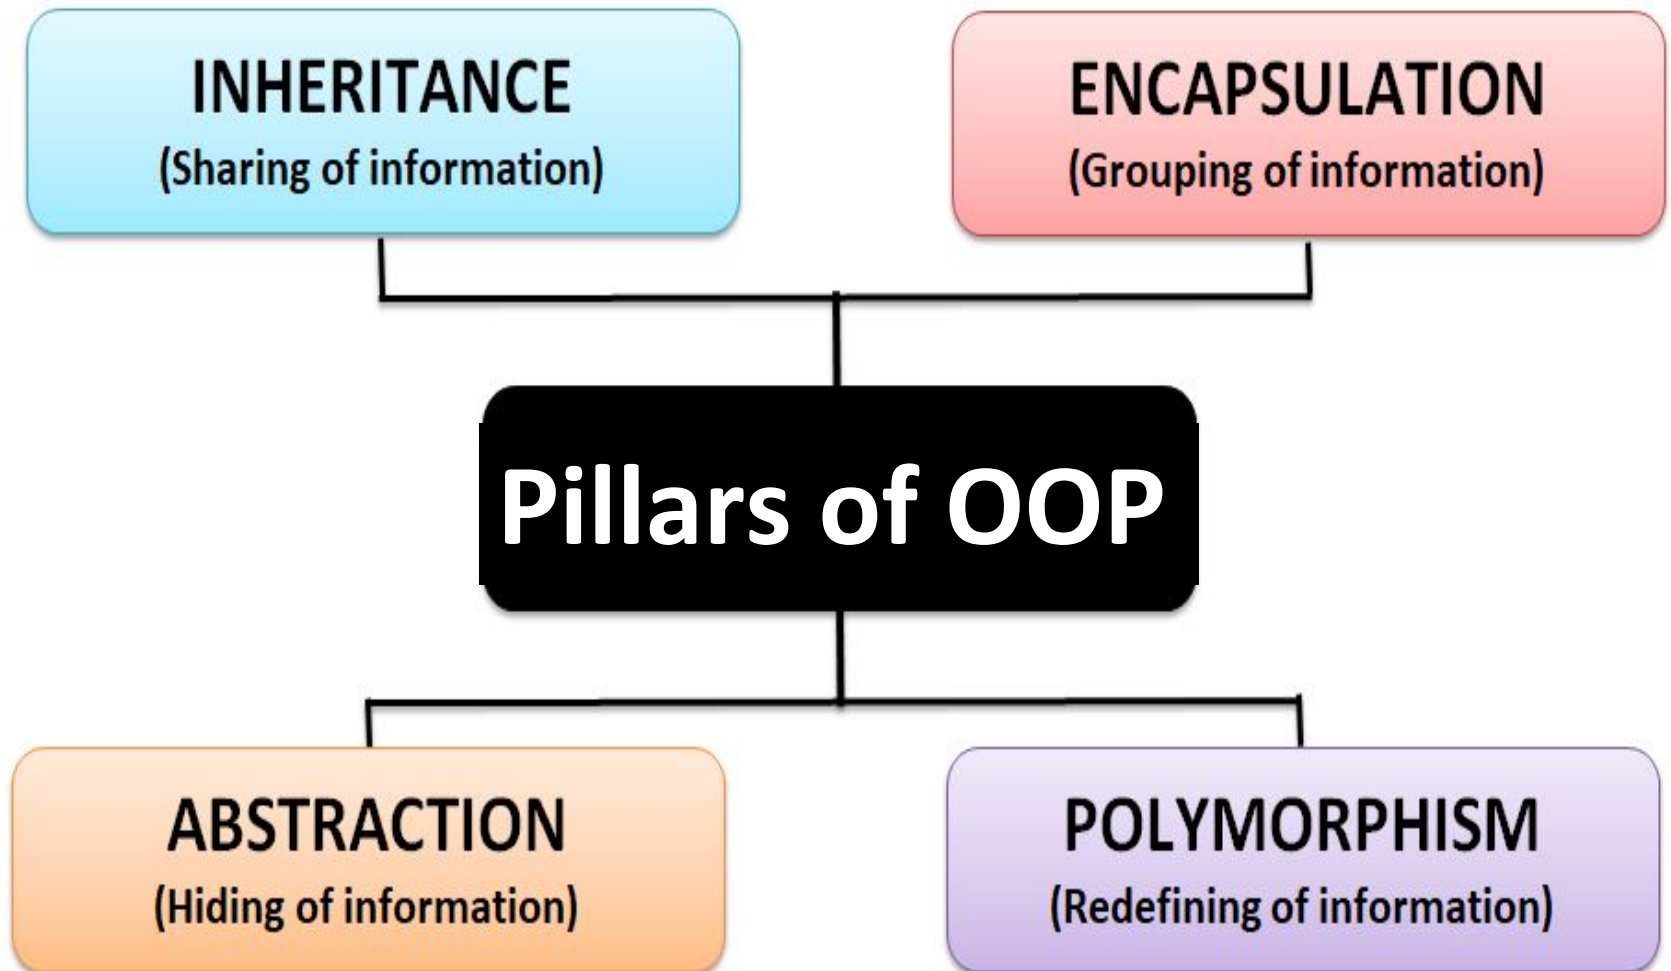 INHERITANCE
(Sharing of information)
ENCAPSULATION
(Grouping of information)
Pillars of OOP
ABSTRACTION
(Hiding of information)
POLYMORPHISM
(Redefining of information)